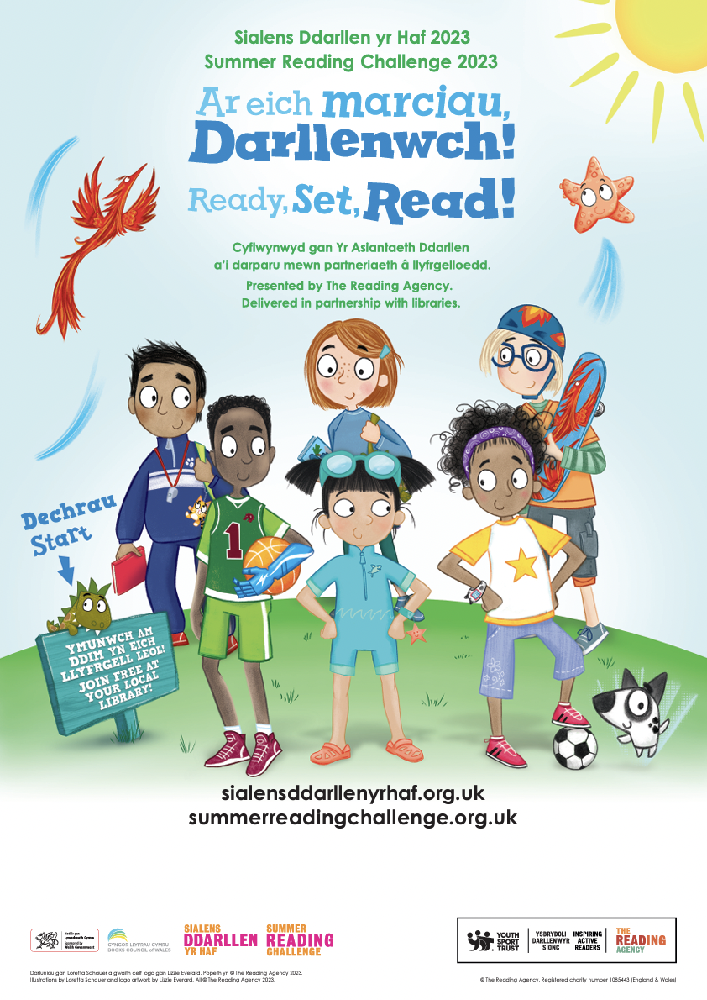 Sialens Ddarllen yr Haf 2023
Summer Reading Challenge 2023
Ar eich marciau,
Darllenwch!
Ready, Set, Read!
Cyflwynwyd gan Yr Asiantaeth Ddarllen
a'i darparu mewn partneriaeth â llyfrgelloedd.
Presented by The Reading Agency.
Delivered in partnership with libraries.
1
Dechrau
Start
YMUNWCH AM
DDIM YN EICH
LLYFRGELL LEOL!
JOIN FREE AT
YOUR LOCAL
LIBRARY!
sialensddarllenyrhaf.org.uk
summerreadingchallenge.org.uk
Noddir gan
Lywodraeth Cymru
Sponsored by
Welsh Government
CYNGOR LLYFRAU CYMRU
BOOKS COUNCIL of WALES
SIALENS
DDARLLEN
YR HAF
SUMMER
READING
CHALLENGE
YOUTH
SPORT
TRUST
YSBRYDOLI
DARLLENWYR
SIONC
INSPIRING
ACTIVE
READERS
THE
READING
AGENCY
Darluniau gan Loretta Schauer a gwaith celf logo gan Lizzie Everard. Popeth yn © The Reading Agency 2023.
Illustrations by Loretta Schauer and logo artwork by Lizzie Everard. All © The Reading Agency 2023.
© The Reading Agency. Registered charity number 1085443 (England & Wales)